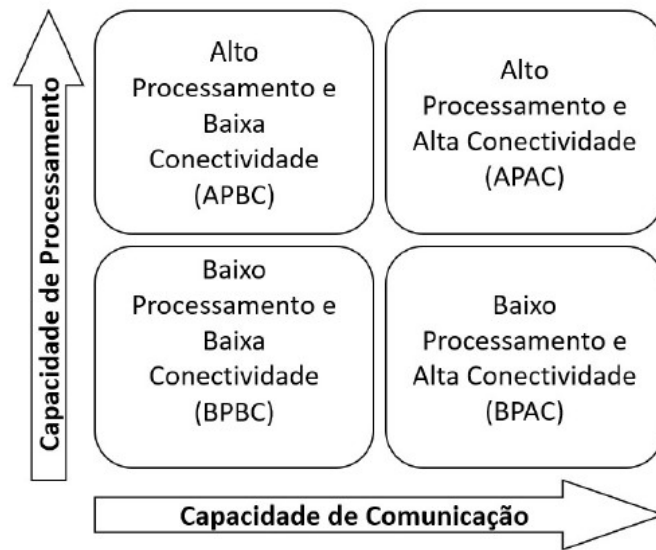 Capacidade de Processamento
Alto
Processamento e
Baixa
Conectividade
(APBC)
Alto
Processamento e
Alta Conectividade
(APAC)
Baixo
Processamento e
Baixa
Conectividade
(BPBC)
Baixo
Processamento e
Alta Conectividade
(BPAC)
Capacidade de Comunicação